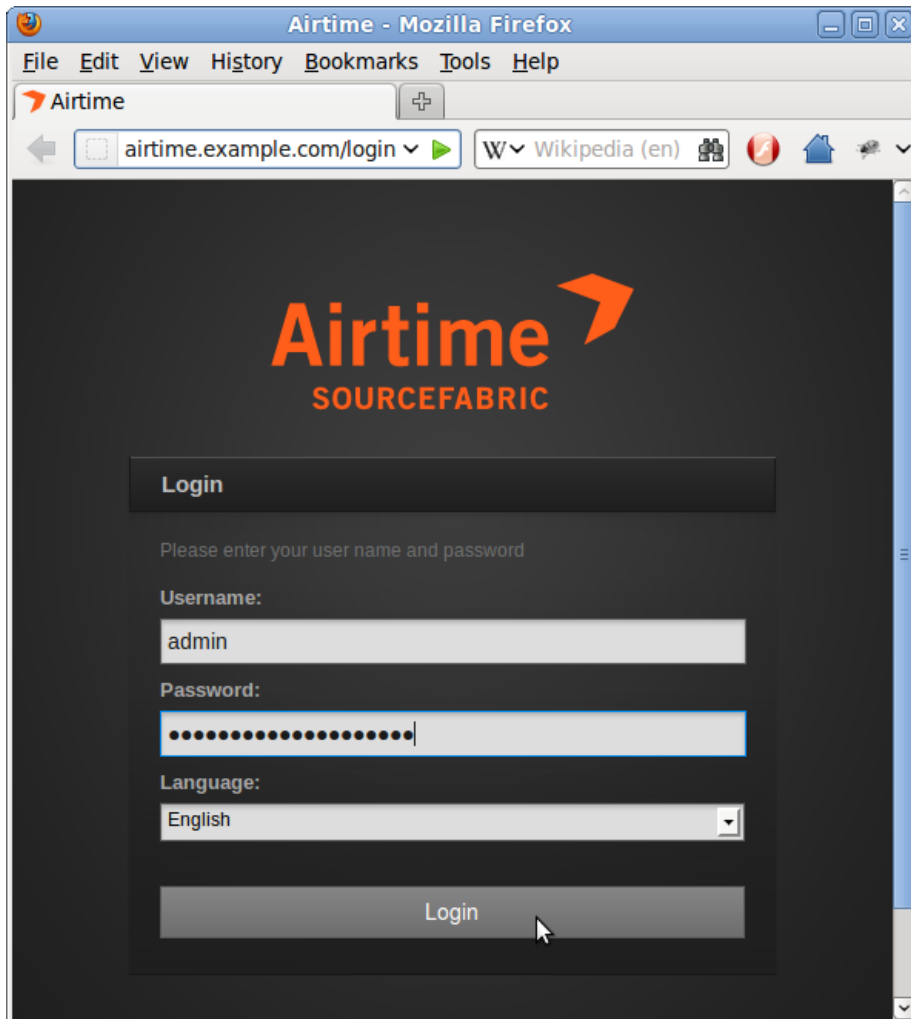 Airtime - Mozilla Firefox
File Edit View History Bookmarks Tools Help
Airtime
airtime.example.com/login W Wikipedia (en)
Airtime
SOURCEFABRIC
Login
Please enter your user name and password
Username:
admin
Password:
••••••••••••••••••••
Language:
English
Login